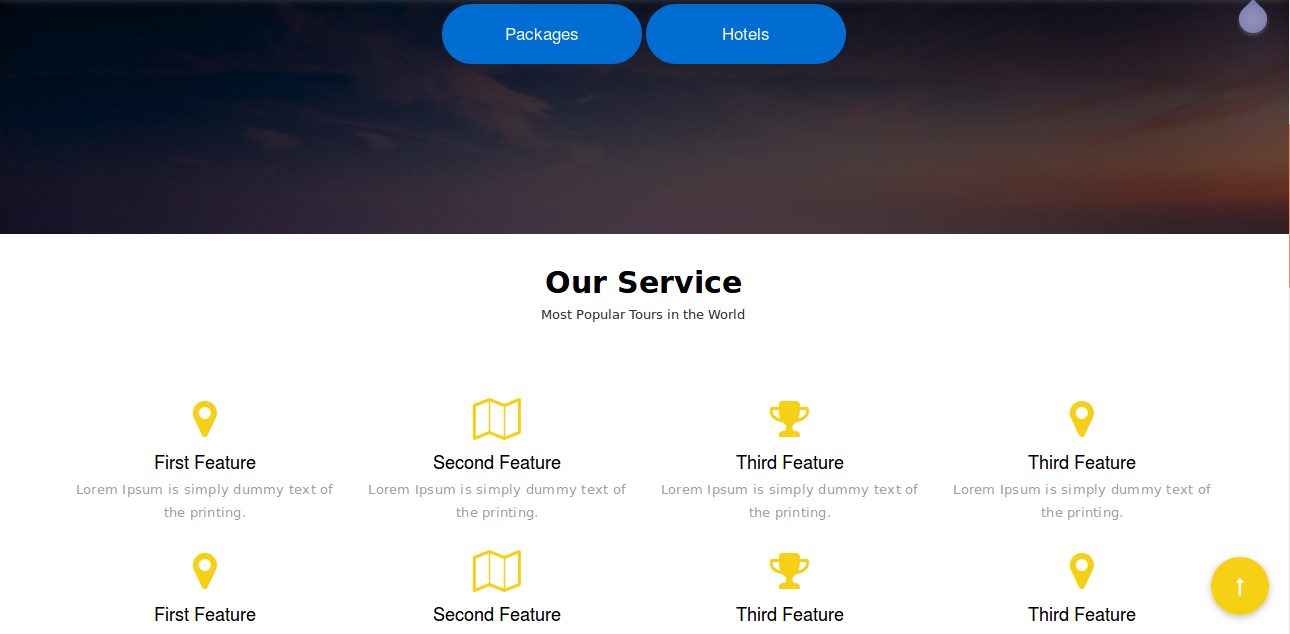 Packages Hotels
Our Service
Most Popular Tours in the World
First Feature Second Feature Third Feature Third Feature
Lorem Ipsum is simply dummy text of Lorem Ipsum is simply dummy text of Lorem Ipsum is simply dummy text of Lorem Ipsum is simply dummy text of
the printing. the printing. the printing. the printing.
First Feature Second Feature Third Feature Third Feature